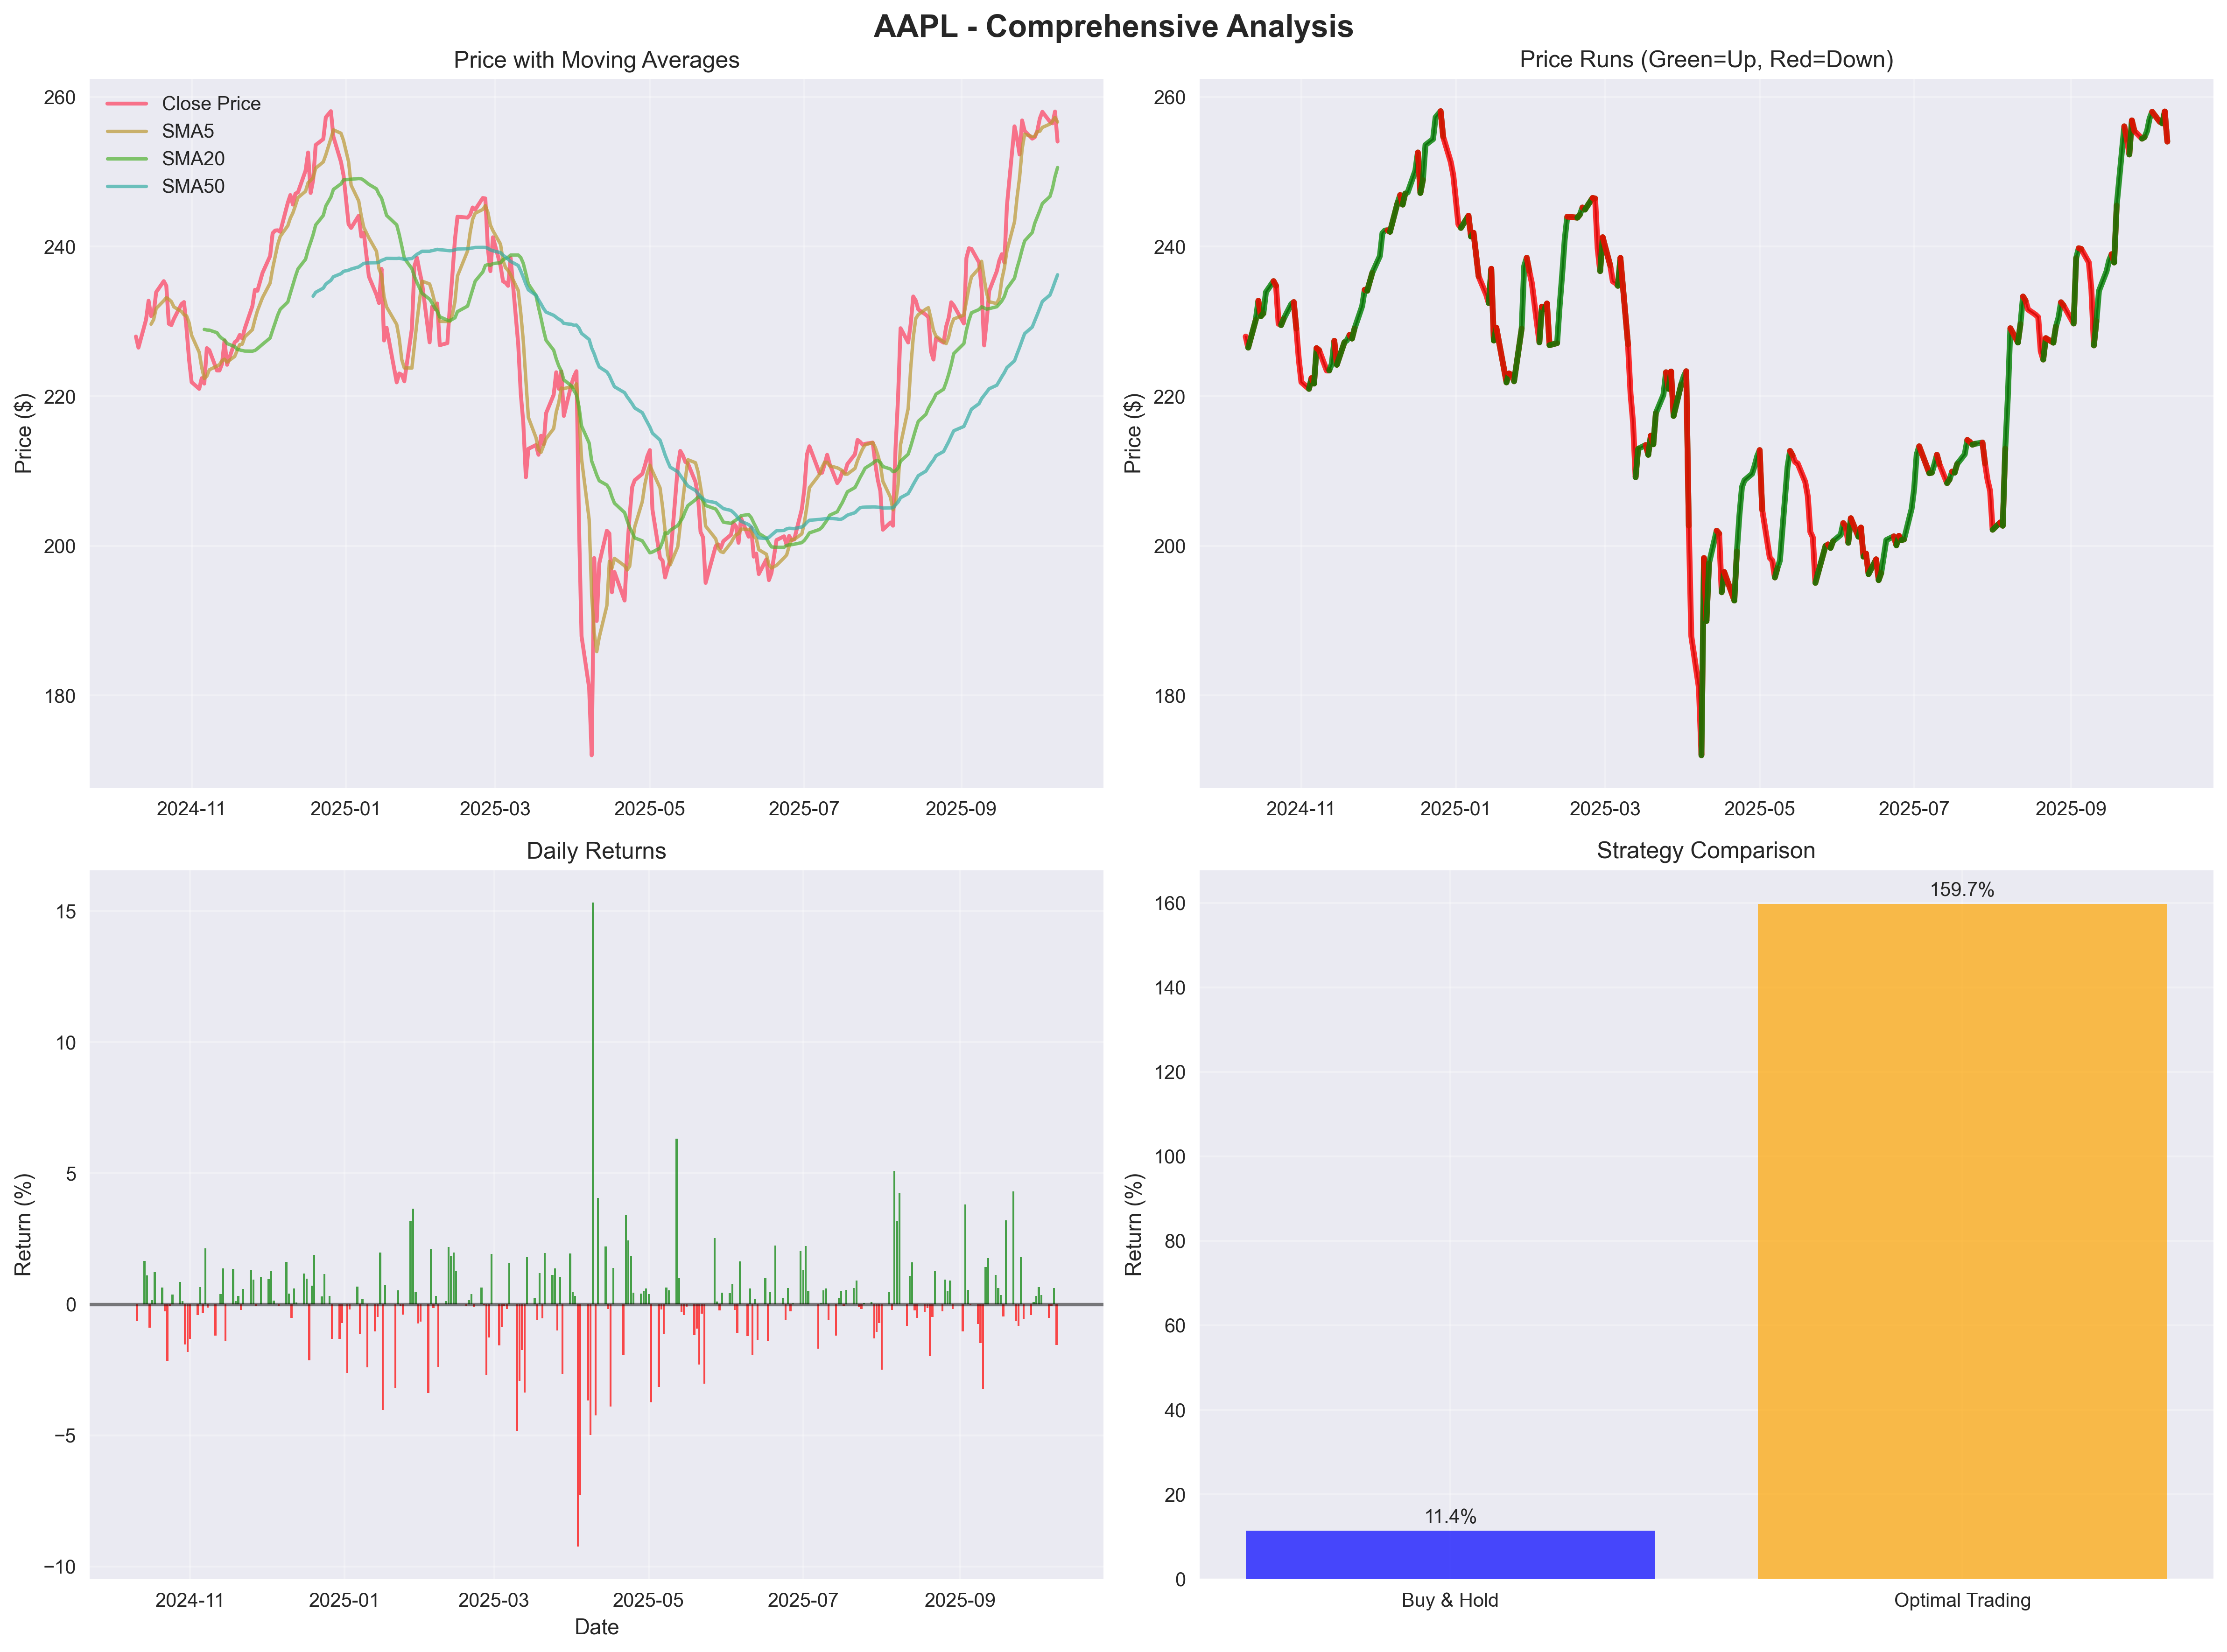 AAPL - Comprehensive Analysis
Price with Moving Averages
Close Price
SMA5
SMA20
SMA50
Price ($)
260
240
220
200
180
2024-11 2025-01 2025-03 2025-05 2025-07 2025-09
Price Runs (Green=Up, Red=Down)
Price ($)
260
240
220
200
180
2024-11 2025-01 2025-03 2025-05 2025-07 2025-09
Daily Returns
Return (%)
15
10
5
0
−5
−10
2024-11 2025-01 2025-03 2025-05 2025-07 2025-09
Date
Strategy Comparison
Return (%)
160
140
120
100
80
60
40
20
0
159.7%
11.4%
Buy & Hold Optimal Trading